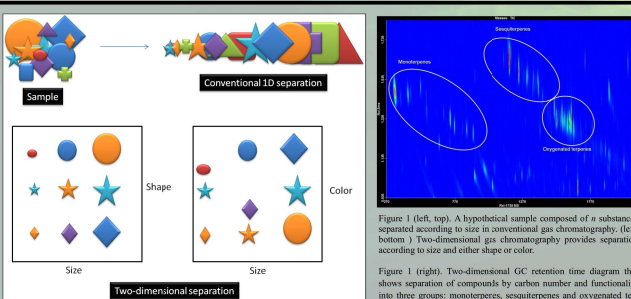 Sample
Conventional 1D separation
Shape
Color
Size
Size
Two-dimensional separation
Sesquiterpenes
Monoterpenes
Oxygenated terpenes
Figure 1 (left, top). A hypothetical sample composed of n substance
separated according to size in conventional gas chromatography. (le
bottom ) Two-dimensional gas chromatography provides separatio
according to size and either shape or color.
Figure 1 (right). Two-dimensional GC retention time diagram th
shows separation of compounds by carbon number and functionali
into three groups: monoterpenes, sesquiterpenes and oxygenated te